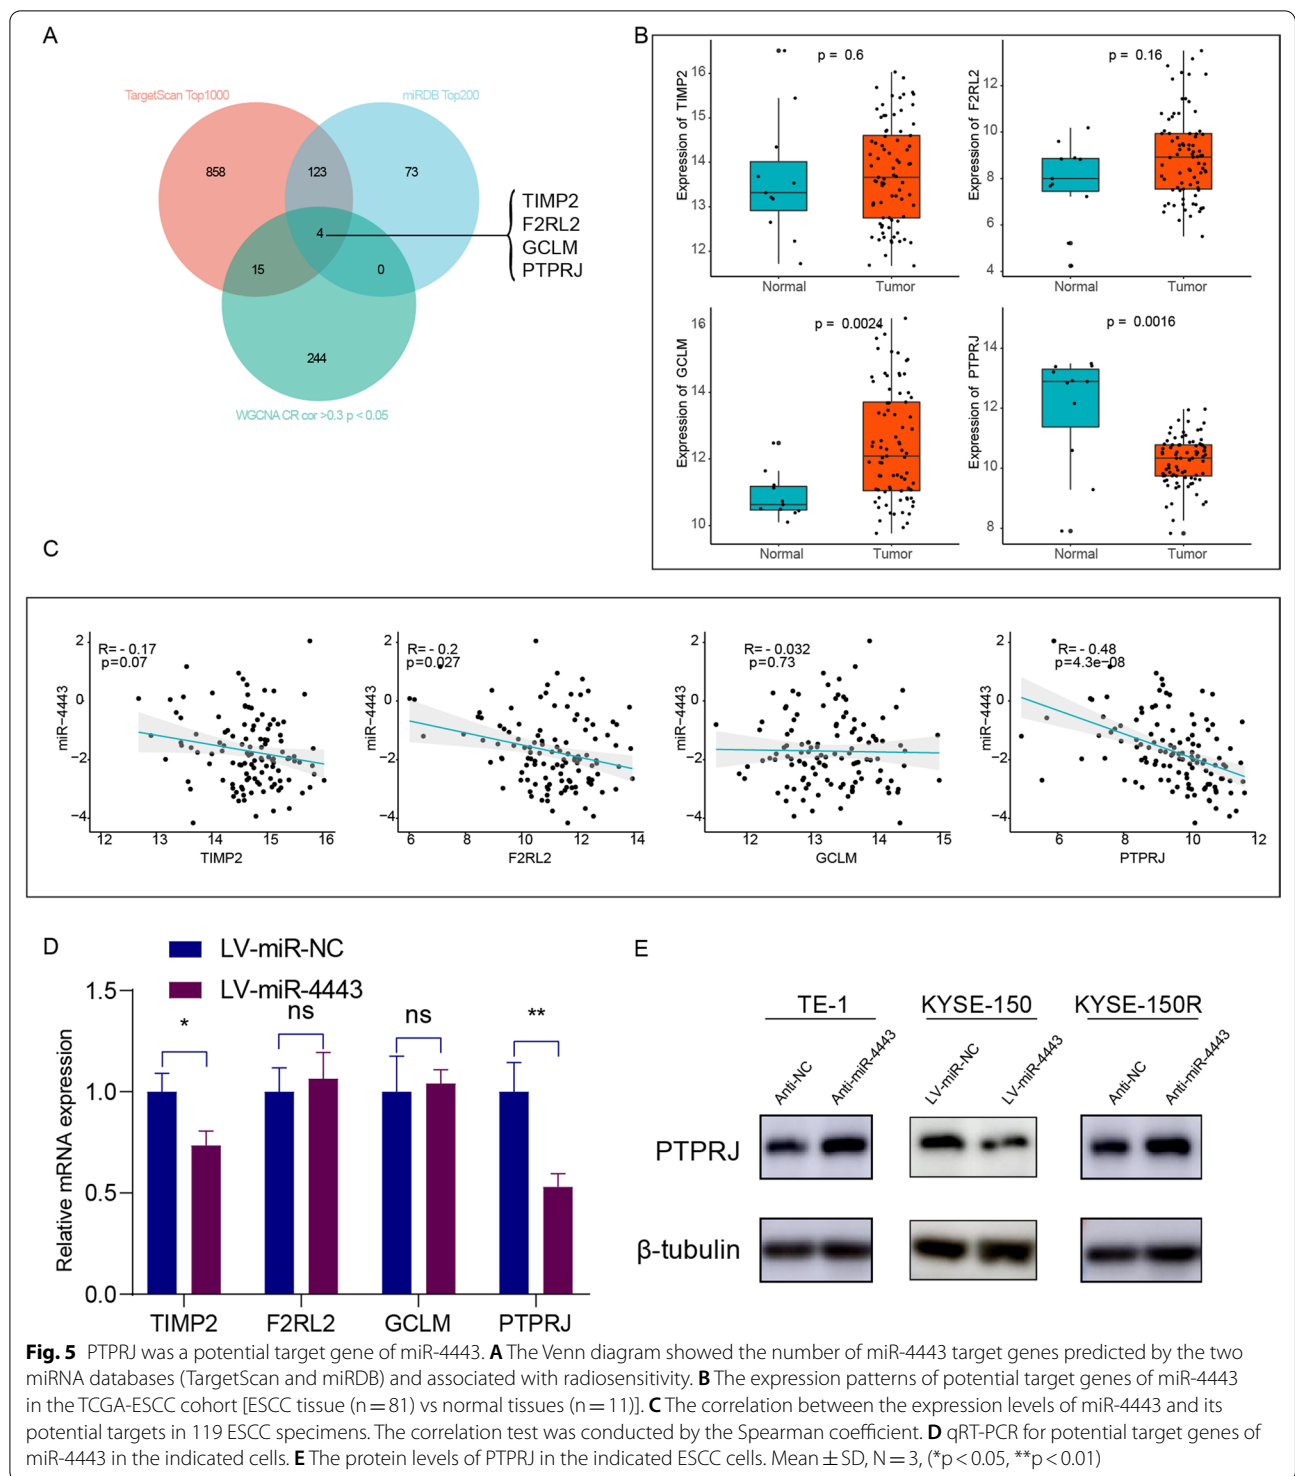 A
TargetScan Top1000
miRDB Top200
858
123
73
4
15
0
244
WGCNA CR cor >0.3 p < 0.05
TIMP2
F2RL2
GCLM
PTPRJ
B
p = 0.6
Expression of TIMP2
16
15
14
13
12
Normal
Tumor
p = 0.16
Expression of F2RL2
12
10
8
6
4
Normal
Tumor
p = 0.0024
Expression of GCLM
16
14
12
10
Normal
Tumor
p = 0.0016
Expression of PTPRJ
14
12
10
8
Normal
Tumor
C
R= - 0.17
p=0.07
miR-4443
2
0
-2
-4
12
13
14
15
16
TIMP2
R= - 0.2
p=0.027
miR-4443
2
0
-2
-4
6
8
10
12
14
F2RL2
R= - 0.032
p=0.73
miR-4443
2
0
-2
-4
12
13
14
15
GCLM
R= - 0.48
p=4.3e-08
miR-4443
2
0
-2
-4
6
8
10
12
PTPRJ
D
LV-miR-NC
LV-miR-4443
Relative mRNA expression
1.5
1.0
0.5
0.0
*
ns
ns
**
TIMP2
F2RL2
GCLM
PTPRJ
E
TE-1
KYSE-150
KYSE-150R
Anti-NC
Anti-miR-4443
LV-miR-NC
LV-miR-4443
Anti-NC
Anti-miR-4443
PTPRJ
β-tubulin
Fig. 5 PTPRJ was a potential target gene of miR-4443. A The Venn diagram showed the number of miR-4443 target genes predicted by the two
miRNA databases (TargetScan and miRDB) and associated with radiosensitivity. B The expression patterns of potential target genes of miR-4443
in the TCGA-ESCC cohort [ESCC tissue (n = 81) vs normal tissues (n = 11)]. C The correlation between the expression levels of miR-4443 and its
potential targets in 119 ESCC specimens. The correlation test was conducted by the Spearman coefficient. D qRT-PCR for potential target genes of
miR-4443 in the indicated cells. E The protein levels of PTPRJ in the indicated ESCC cells. Mean ± SD, N = 3, (*p < 0.05, **p < 0.01)